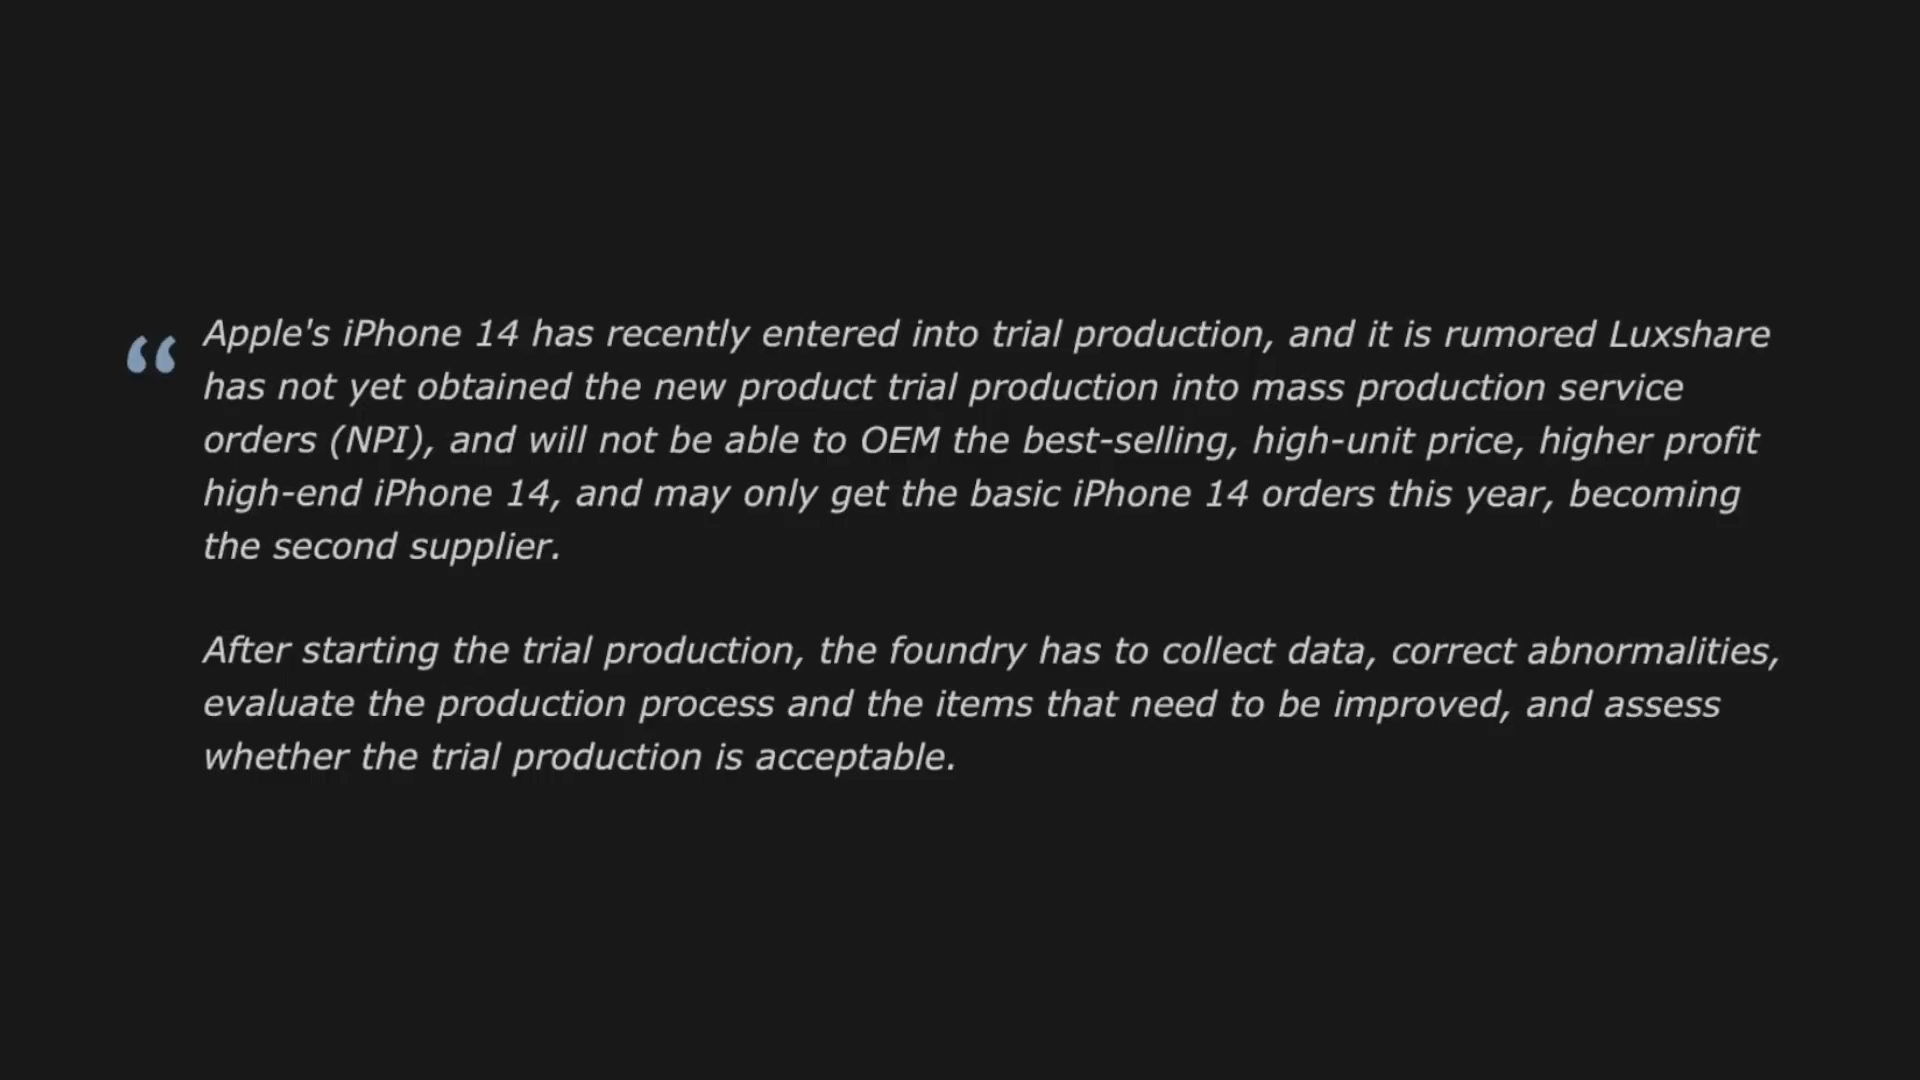 “ Apple's iPhone 14 has recently entered into trial production, and it is rumored Luxshare
has not yet obtained the new product trial production into mass production service
orders (NPI), and will not be able to OEM the best-selling, high-unit price, higher profit
high-end iPhone 14, and may only get the basic iPhone 14 orders this year, becoming
the second supplier.
After starting the trial production, the foundry has to collect data, correct abnormalities,
evaluate the production process and the items that need to be improved, and assess
whether the trial production is acceptable.